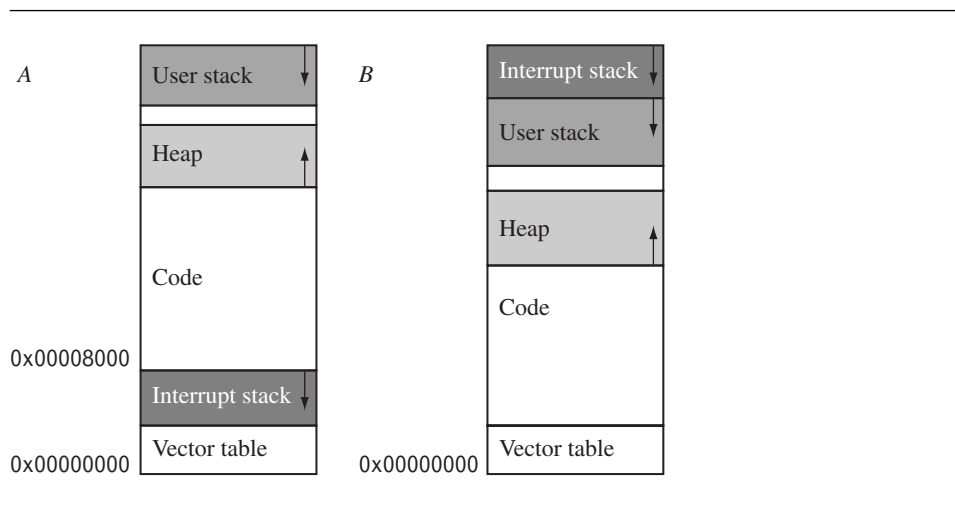 A
User stack
Heap
Code
0x00008000
Interrupt stack
Vector table
0x00000000
B
Interrupt stack
User stack
Heap
Code
Vector table
0x00000000